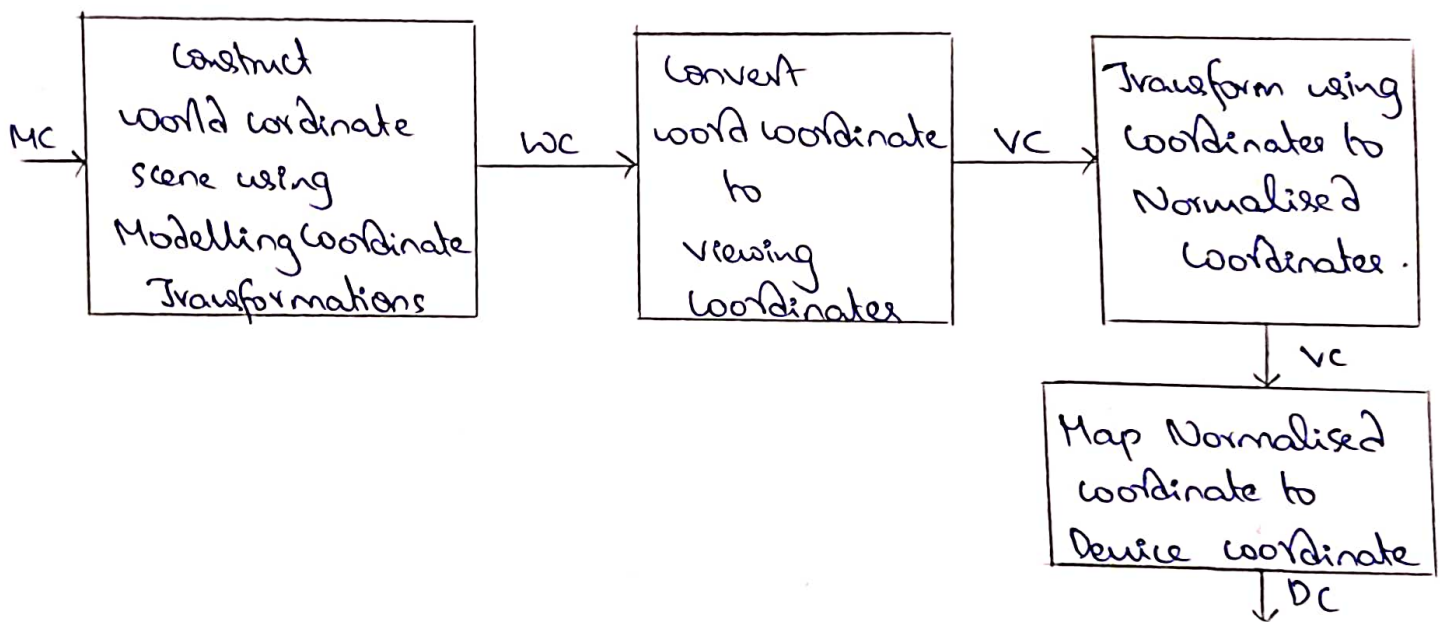 MC
Construct
world cordinate
scene using
Modelling Coordinate
Transformations
WC
Convert
word coordinate
to
viewing
coordinates
VC
Transform using
coordinates to
Normalised
coordinates.
VC
Map Normalised
coordinate to
Device coordinate
DC